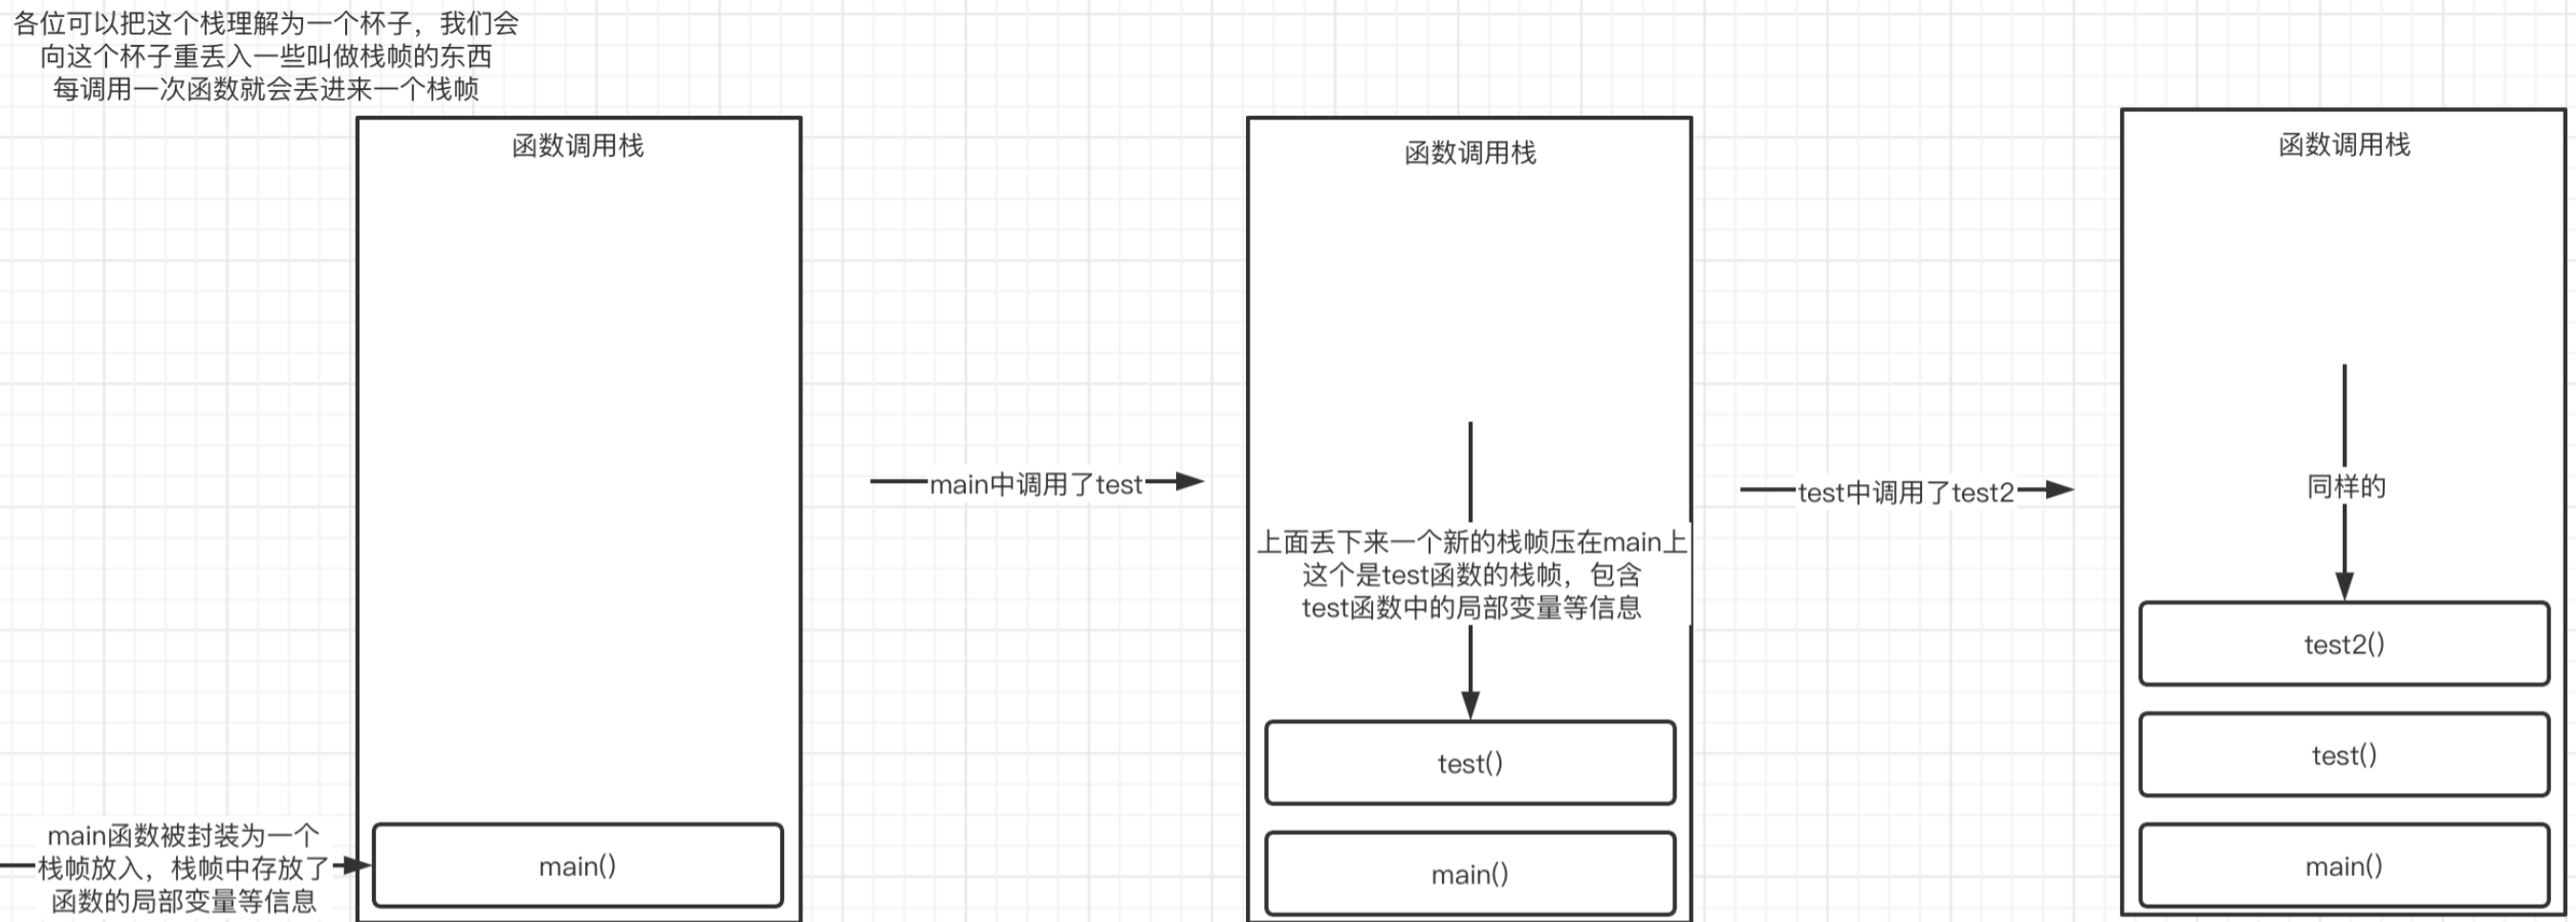 各位可以把这个栈理解为一个杯子，我们会
向这个杯子重丢入一些叫做栈帧的东西
每调用一次函数就会丢进来一个栈帧
函数调用栈
main函数被封装为一个
栈帧放入，栈帧中存放了
函数的局部变量等信息
main()
main中调用了test
函数调用栈
上面丢下来一个新的栈帧压在main上
这个是test函数的栈帧，包含
test函数中的局部变量等信息
test()
main()
test中调用了test2
函数调用栈
同样的
test2()
test()
main()